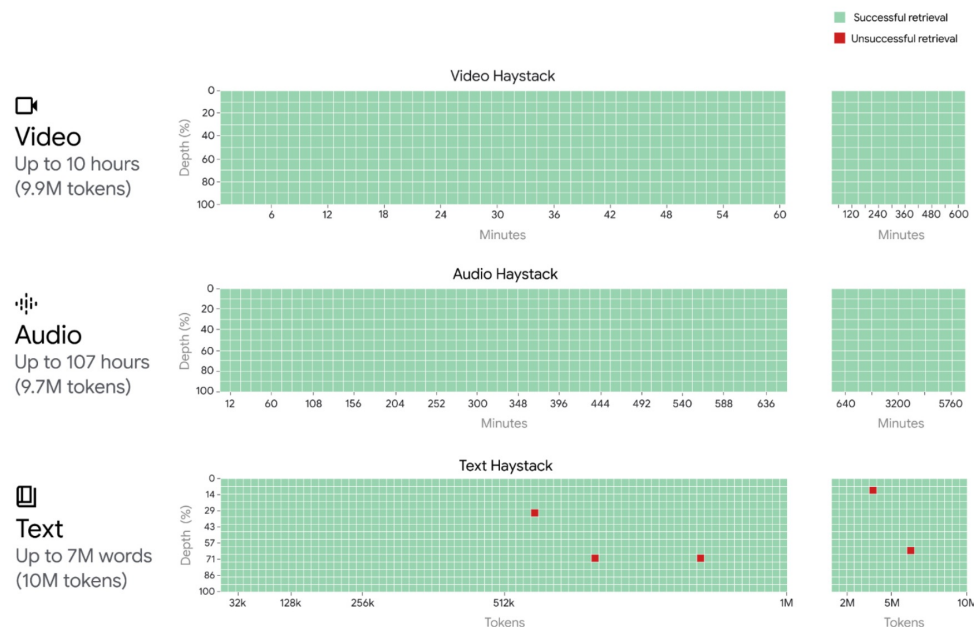 Successful retrieval
Unsuccessful retrieval
Video Haystack
Video
Up to 10 hours
(9.9M tokens)
Depth (%)
0
20
40
60
80
100
6 12 18 24 30 36 42 48 54 60
Minutes
120 240 360 480 600
Minutes
Audio Haystack
Audio
Up to 107 hours
(9.7M tokens)
Depth (%)
0
20
40
60
80
100
12 60 108 156 204 252 300 348 396 444 492 540 588 636
Minutes
640 3200 5760
Minutes
Text Haystack
Text
Up to 7M words
(10M tokens)
Depth (%)
0
14
29
43
57
71
86
100
32k 128k 256k 512k 1M
Tokens
2M 5M 10M
Tokens